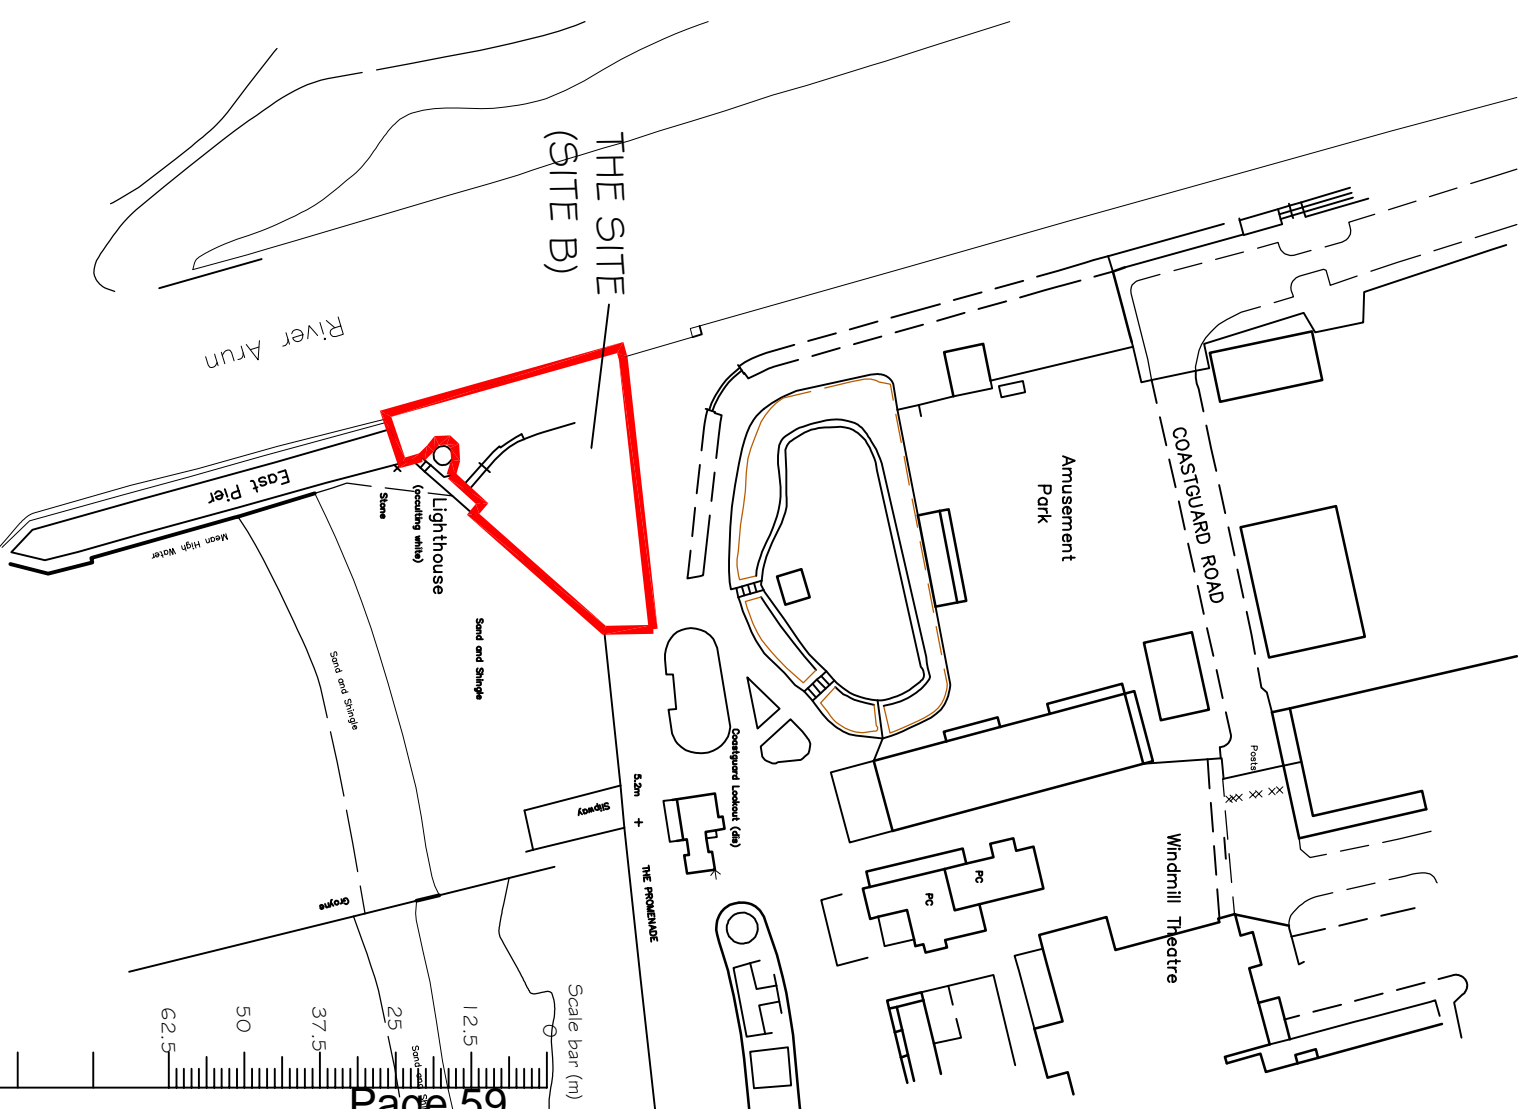 THE SITE
(SITE B)
River Arun
East Pier
Mean High Water
Stone
Lighthouse
(occulting white)
Sand and Shingle
Sand and Shingle
Amusement
Park
COASTGUARD ROAD
Posts
Coastguard Lookout (dis)
5.2m
+
Slipway
THE PROMENADE
PC
PC
Windmill Theatre
Groyne
Scale bar (m)
62.5
50
37.5
25
12.5
0
Page 59